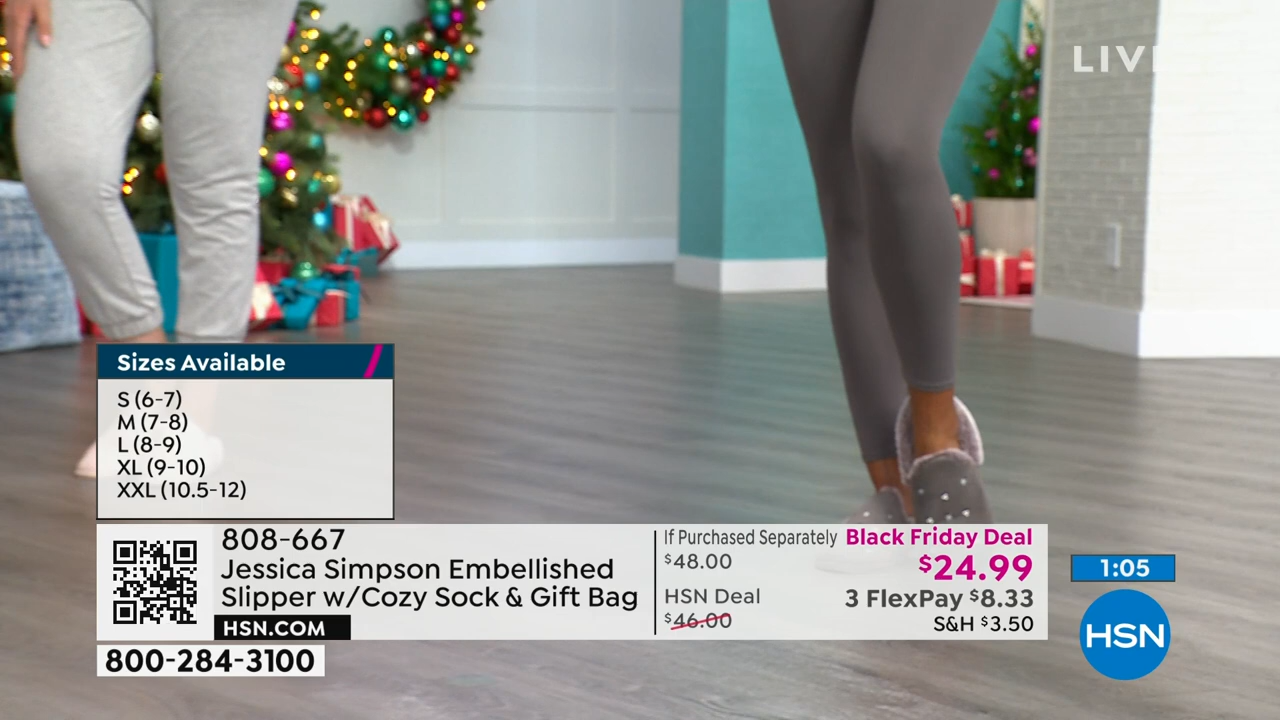 LIVE
Sizes Available
S (6-7)
M (7-8)
L (8-9)
XL (9-10)
XXL (10.5-12)
808-667
Jessica Simpson Embellished
Slipper w/Cozy Sock & Gift Bag
HSN.COM
800-284-3100
If Purchased Separately
$48.00
HSN Deal
$46.00
Black Friday Deal
$24.99
3 FlexPay $8.33
S&H $3.50
1:05
HSN